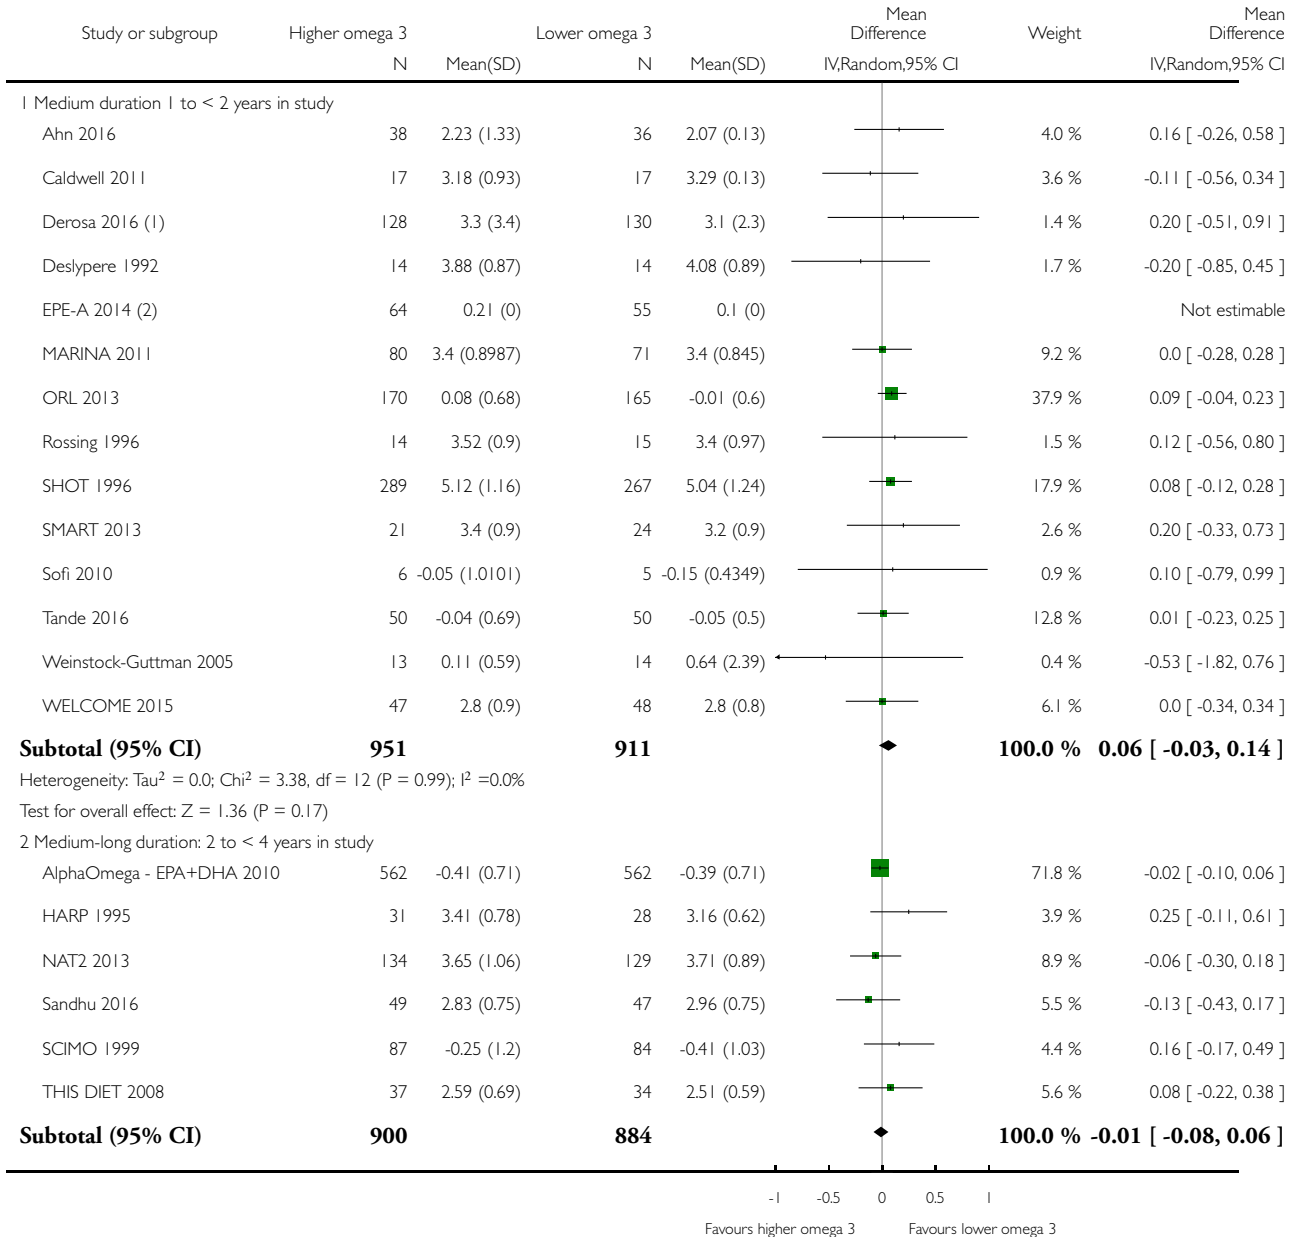 Study or subgroup Higher omega 3 Lower omega 3 Mean Difference Weight Mean Difference
N Mean(SD) N Mean(SD) IV,Random,95% CI IV,Random,95% CI
1 Medium duration 1 to < 2 years in study
Ahn 2016 38 2.23 (1.33) 36 2.07 (0.13) 4.0 % 0.16 [ -0.26, 0.58 ]
Caldwell 2011 17 3.18 (0.93) 17 3.29 (0.13) 3.6 % -0.11 [ -0.56, 0.34 ]
Derosa 2016 (1) 128 3.3 (3.4) 130 3.1 (2.3) 1.4 % 0.20 [ -0.51, 0.91 ]
Deslypere 1992 14 3.88 (0.87) 14 4.08 (0.89) 1.7 % -0.20 [ -0.85, 0.45 ]
EPE-A 2014 (2) 64 0.21 (0) 55 0.1 (0) Not estimable
MARINA 2011 80 3.4 (0.8987) 71 3.4 (0.845) 9.2 % 0.0 [ -0.28, 0.28 ]
ORL 2013 170 0.08 (0.68) 165 -0.01 (0.6) 37.9 % 0.09 [ -0.04, 0.23 ]
Rossing 1996 14 3.52 (0.9) 15 3.4 (0.97) 1.5 % 0.12 [ -0.56, 0.80 ]
SHOT 1996 289 5.12 (1.16) 267 5.04 (1.24) 17.9 % 0.08 [ -0.12, 0.28 ]
SMART 2013 21 3.4 (0.9) 24 3.2 (0.9) 2.6 % 0.20 [ -0.33, 0.73 ]
Sofi 2010 6 -0.05 (1.0101) 5 -0.15 (0.4349) 0.9 % 0.10 [ -0.79, 0.99 ]
Tande 2016 50 -0.04 (0.69) 50 -0.05 (0.5) 12.8 % 0.01 [ -0.23, 0.25 ]
Weinstock-Guttman 2005 13 0.11 (0.59) 14 0.64 (2.39) 0.4 % -0.53 [ -1.82, 0.76 ]
WELCOME 2015 47 2.8 (0.9) 48 2.8 (0.8) 6.1 % 0.0 [ -0.34, 0.34 ]
Subtotal (95% CI) 951 911 100.0 % 0.06 [ -0.03, 0.14 ]
Heterogeneity: Tau² = 0.0; Chi² = 3.38, df = 12 (P = 0.99); I² =0.0%
Test for overall effect: Z = 1.36 (P = 0.17)
2 Medium-long duration: 2 to < 4 years in study
AlphaOmega - EPA+DHA 2010 562 -0.41 (0.71) 562 -0.39 (0.71) 71.8 % -0.02 [ -0.10, 0.06 ]
HARP 1995 31 3.41 (0.78) 28 3.16 (0.62) 3.9 % 0.25 [ -0.11, 0.61 ]
NAT2 2013 134 3.65 (1.06) 129 3.71 (0.89) 8.9 % -0.06 [ -0.30, 0.18 ]
Sandhu 2016 49 2.83 (0.75) 47 2.96 (0.75) 5.5 % -0.13 [ -0.43, 0.17 ]
SCIMO 1999 87 -0.25 (1.2) 84 -0.41 (1.03) 4.4 % 0.16 [ -0.17, 0.49 ]
THIS DIET 2008 37 2.59 (0.69) 34 2.51 (0.59) 5.6 % 0.08 [ -0.22, 0.38 ]
Subtotal (95% CI) 900 884 100.0 % -0.01 [ -0.08, 0.06 ]
-1 -0.5 0 0.5 1
Favours higher omega 3 Favours lower omega 3